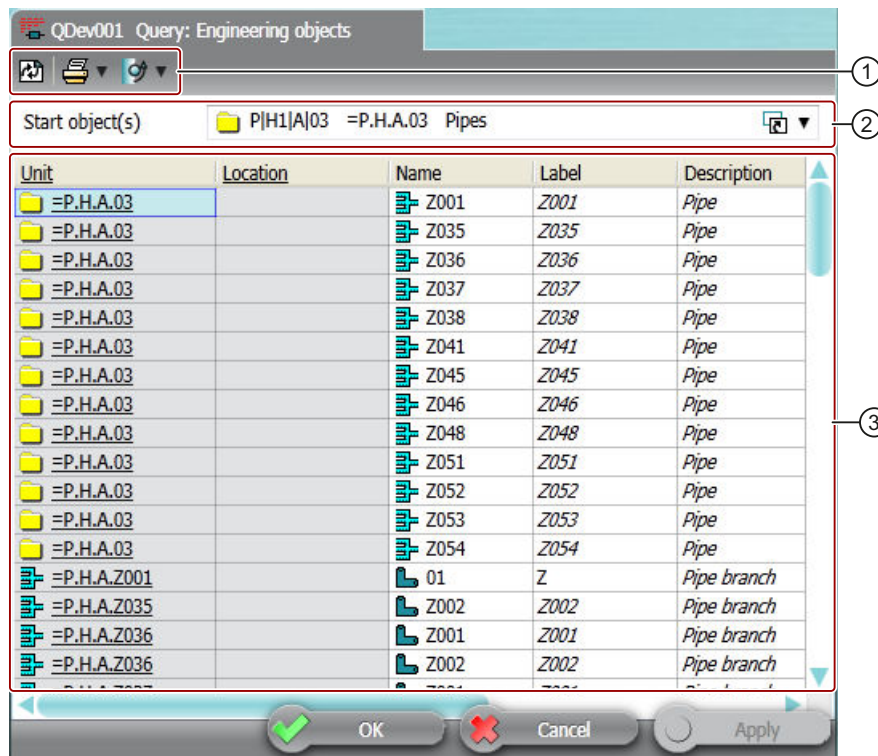 QDev001 Query: Engineering objects
1
Start object(s) P|H1|A|03 =P.H.A.03 Pipes
2
Unit Location Name Label Description
=P.H.A.03 Z001 Z001 Pipe
=P.H.A.03 Z035 Z035 Pipe
=P.H.A.03 Z036 Z036 Pipe
=P.H.A.03 Z037 Z037 Pipe
=P.H.A.03 Z038 Z038 Pipe
=P.H.A.03 Z041 Z041 Pipe
=P.H.A.03 Z045 Z045 Pipe
=P.H.A.03 Z046 Z046 Pipe
=P.H.A.03 Z048 Z048 Pipe
3
=P.H.A.03 Z051 Z051 Pipe
=P.H.A.03 Z052 Z052 Pipe
=P.H.A.03 Z053 Z053 Pipe
=P.H.A.03 Z054 Z054 Pipe
=P.H.A.Z001 01 Z Pipe branch
=P.H.A.Z035 Z002 Z002 Pipe branch
=P.H.A.Z036 Z001 Z001 Pipe branch
=P.H.A.Z036 Z002 Z002 Pipe branch
OK Cancel Apply